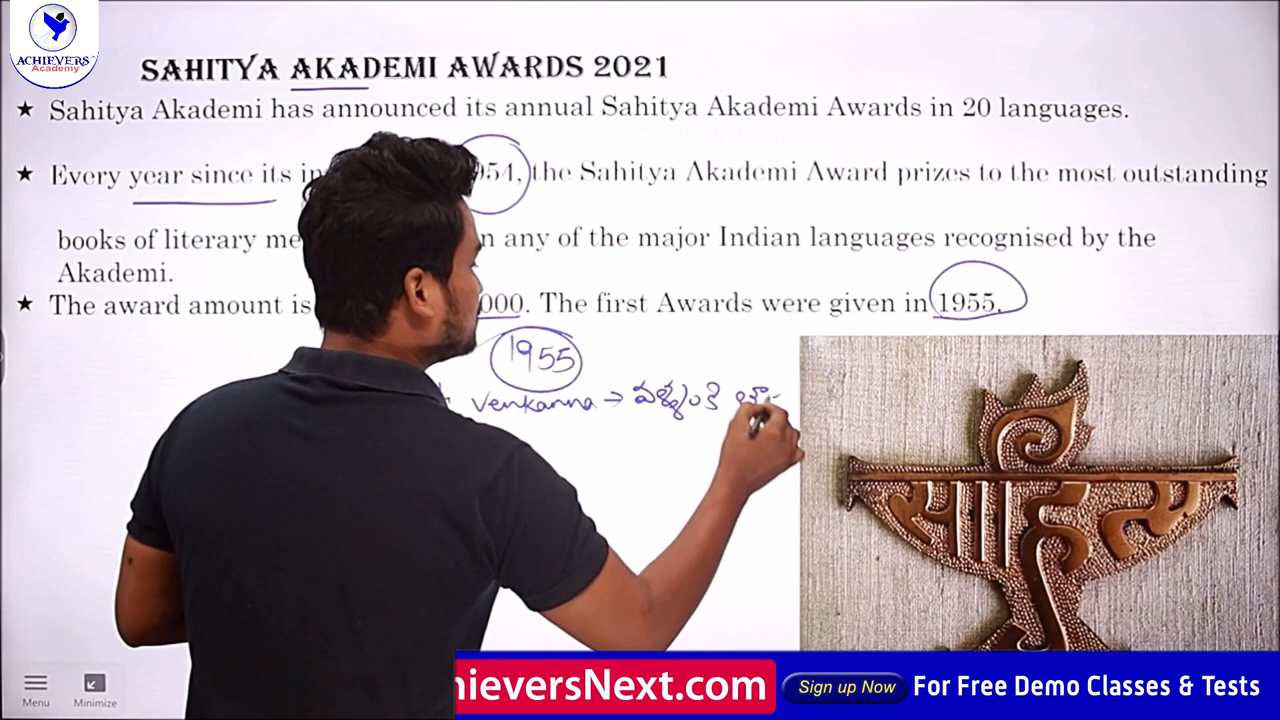 ACHIEVERS
Academy
SAHITYA AKADEMI AWARDS 2021
★ Sahitya Akademi has announced its annual Sahitya Akademi Awards in 20 languages.
★ Every year since its in 954, the Sahitya Akademi Award prizes to the most outstanding
books of literary me n any of the major Indian languages recognised by the
Akademi.
★ The award amount is 000. The first Awards were given in 1955.
1955
Venkanna →
साहित्य
hieversNext.com Sign up Now For Free Demo Classes & Tests
Menu Minimize